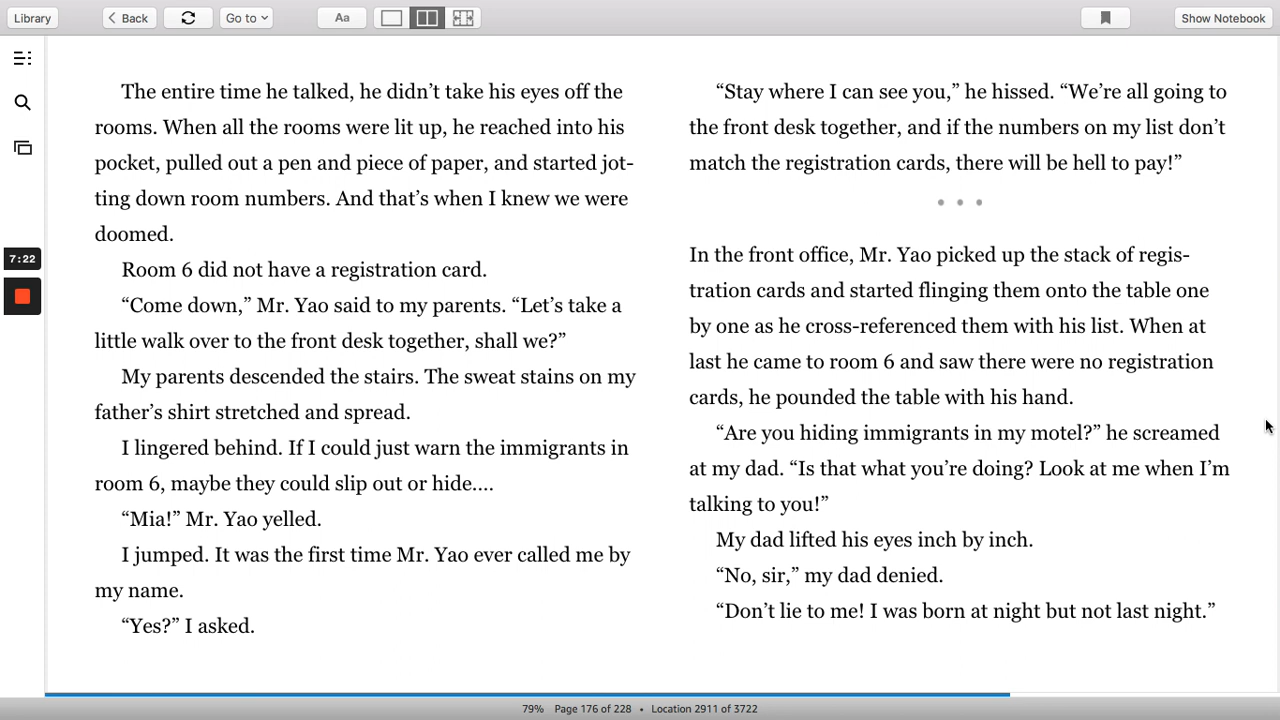 Library
Back
Go to
Aa
Show Notebook
The entire time he talked, he didn’t take his eyes off the
rooms. When all the rooms were lit up, he reached into his
pocket, pulled out a pen and piece of paper, and started jot-
ting down room numbers. And that’s when I knew we were
doomed.
Room 6 did not have a registration card.
“Come down,” Mr. Yao said to my parents. “Let’s take a
little walk over to the front desk together, shall we?”
My parents descended the stairs. The sweat stains on my
father’s shirt stretched and spread.
I lingered behind. If I could just warn the immigrants in
room 6, maybe they could slip out or hide....
“Mia!” Mr. Yao yelled.
I jumped. It was the first time Mr. Yao ever called me by
my name.
“Yes?” I asked.
“Stay where I can see you,” he hissed. “We’re all going to
the front desk together, and if the numbers on my list don’t
match the registration cards, there will be hell to pay!”
• • •
In the front office, Mr. Yao picked up the stack of regis-
tration cards and started flinging them onto the table one
by one as he cross-referenced them with his list. When at
last he came to room 6 and saw there were no registration
cards, he pounded the table with his hand.
“Are you hiding immigrants in my motel?” he screamed
at my dad. “Is that what you’re doing? Look at me when I’m
talking to you!”
My dad lifted his eyes inch by inch.
“No, sir,” my dad denied.
“Don’t lie to me! I was born at night but not last night.”
7:22
79% Page 176 of 228 • Location 2911 of 3722